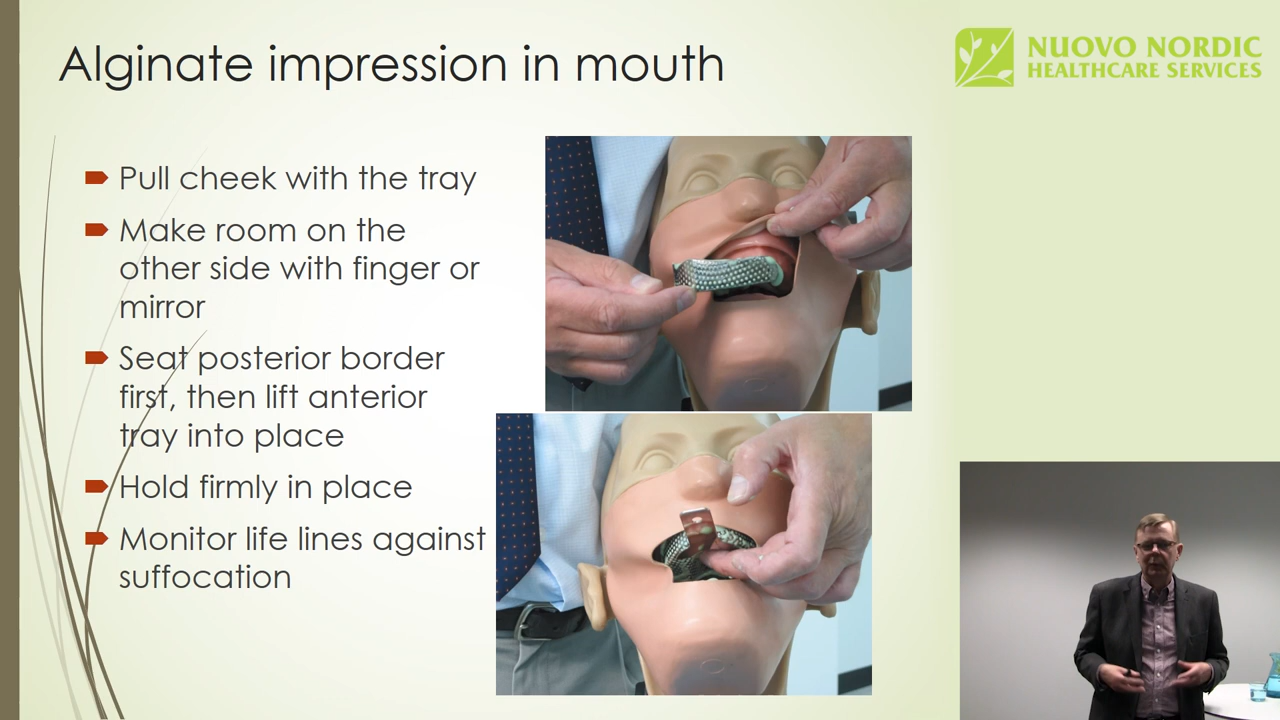 Alginate impression in mouth
NUOVO NORDIC
HEALTHCARE SERVICES
Pull cheek with the tray
Make room on the
other side with finger or
mirror
Seat posterior border
first, then lift anterior
tray into place
Hold firmly in place
Monitor life lines against
suffocation